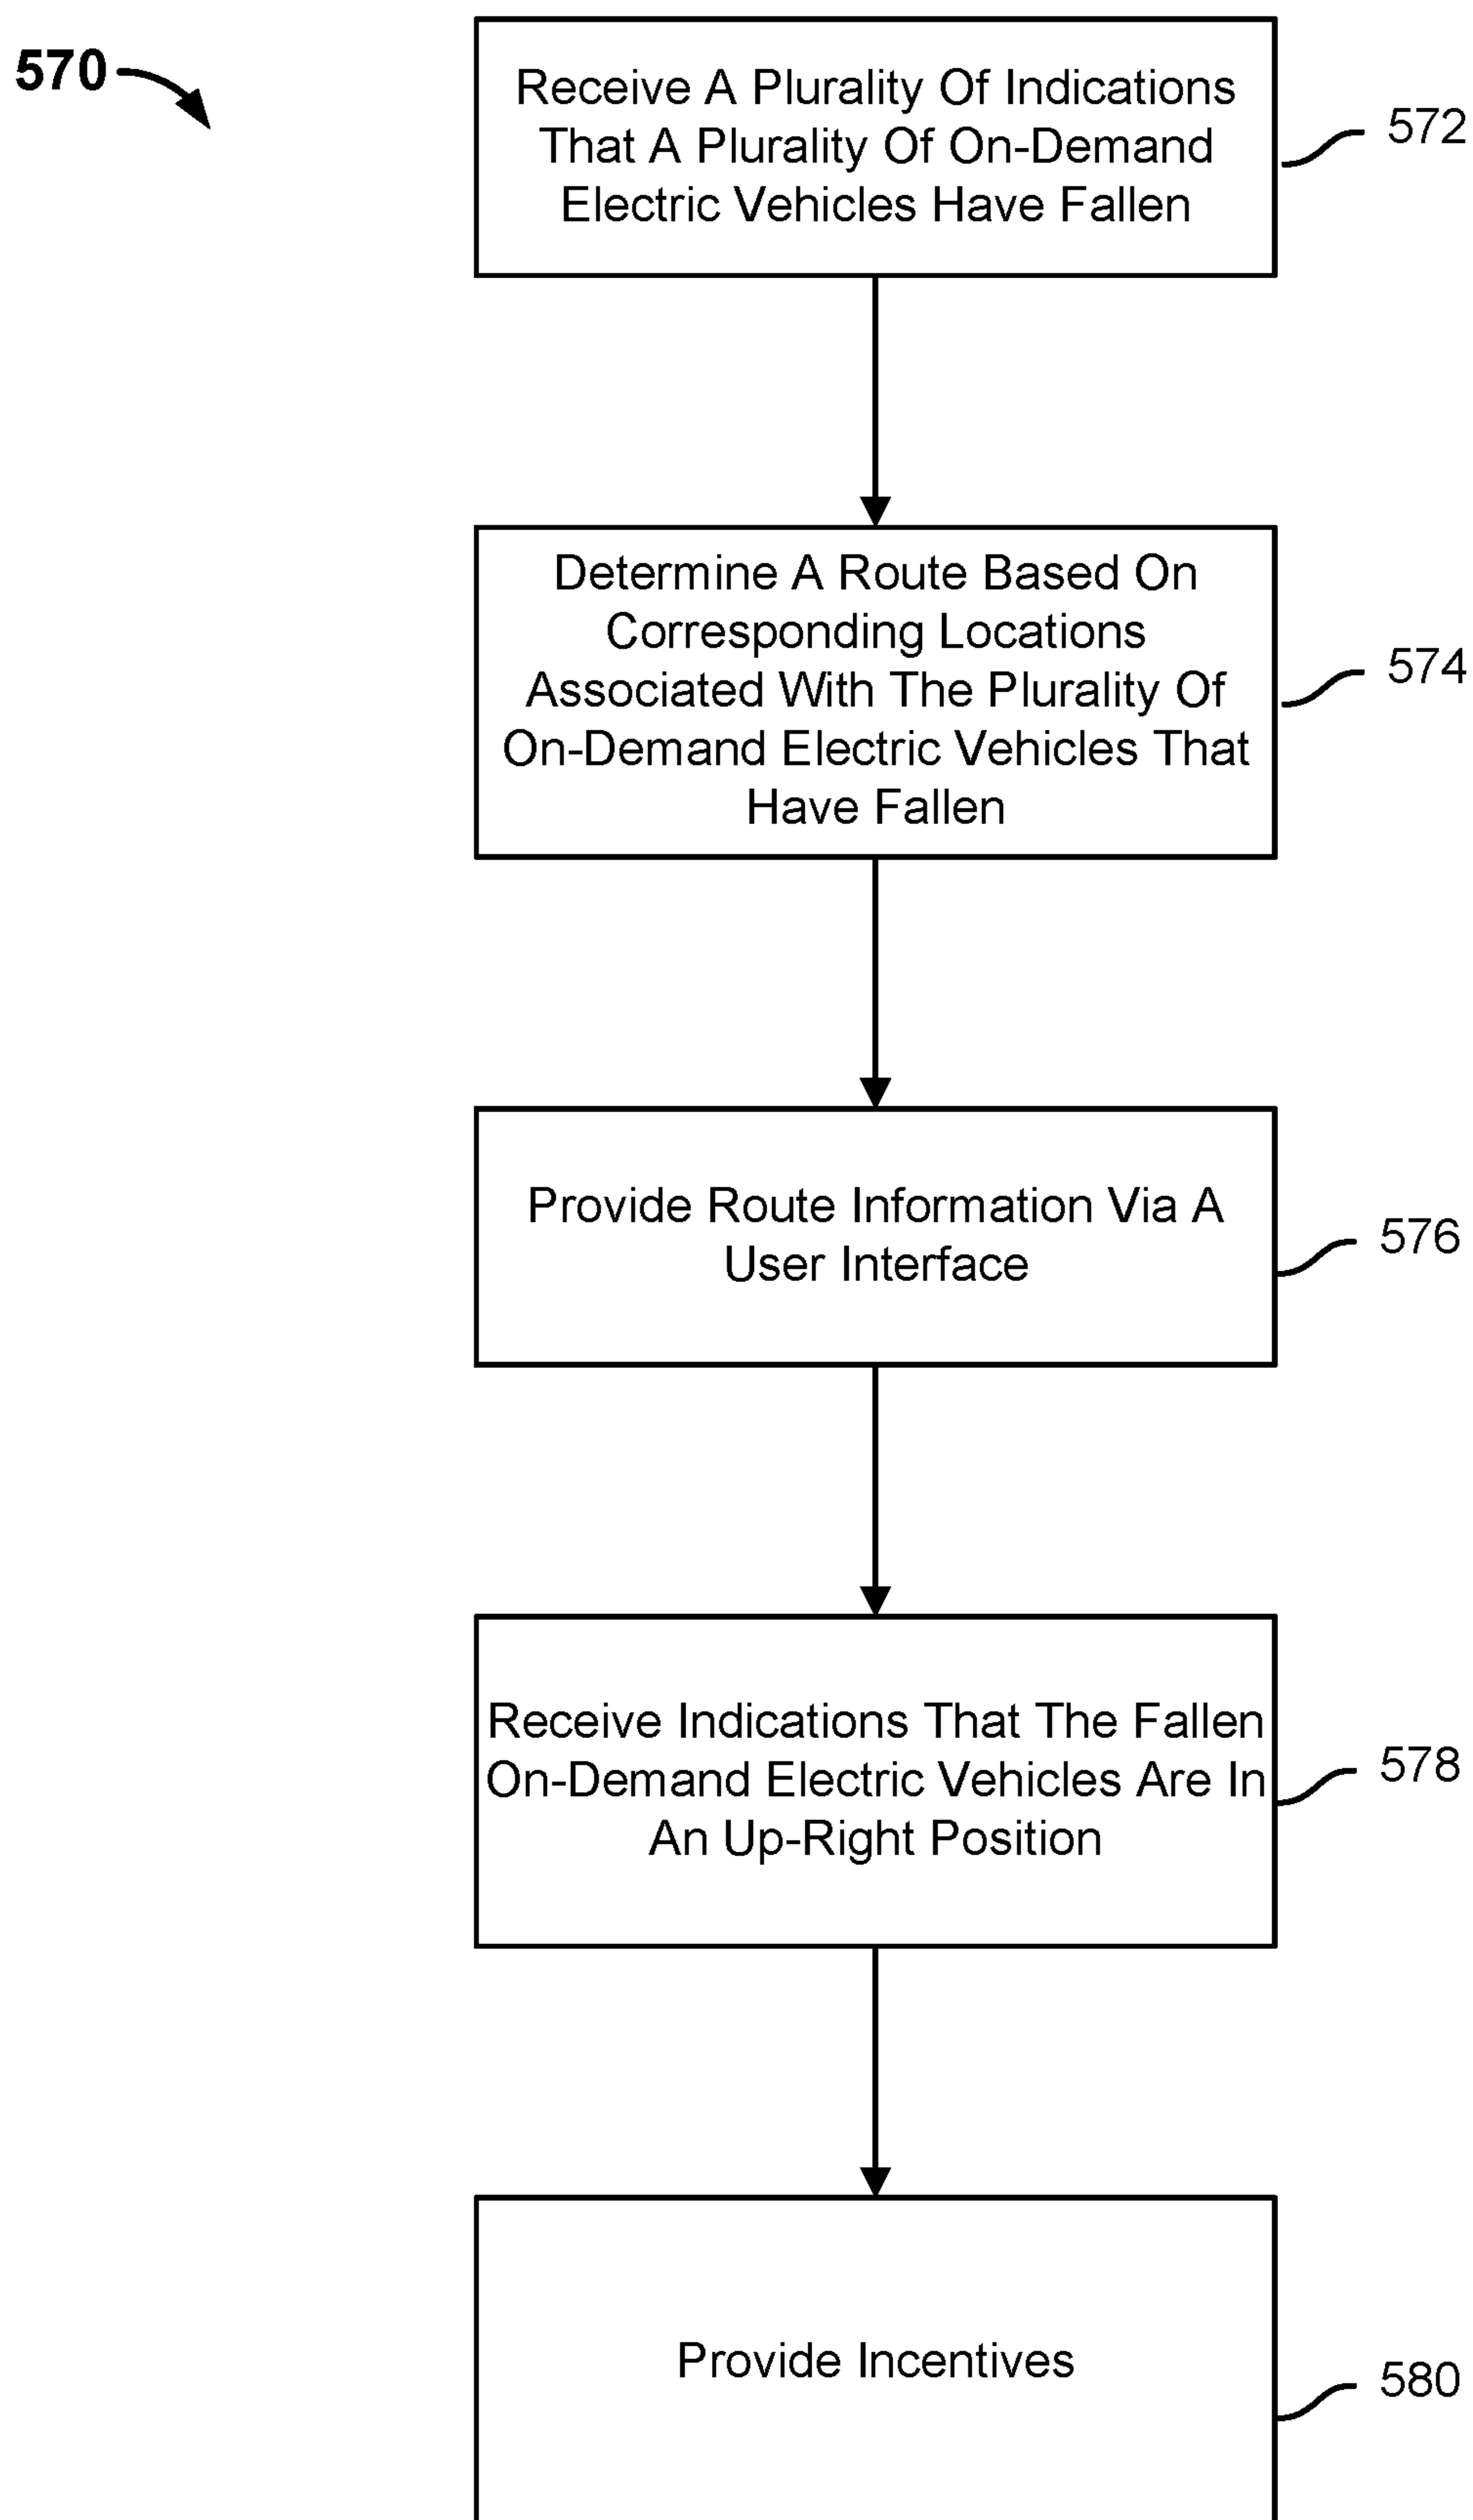 570
Receive A Plurality Of Indications
That A Plurality Of On-Demand
Electric Vehicles Have Fallen
572
Determine A Route Based On
Corresponding Locations
Associated With The Plurality Of
On-Demand Electric Vehicles That
Have Fallen
574
Provide Route Information Via A
User Interface
576
Receive Indications That The Fallen
On-Demand Electric Vehicles Are In
An Up-Right Position
578
Provide Incentives
580